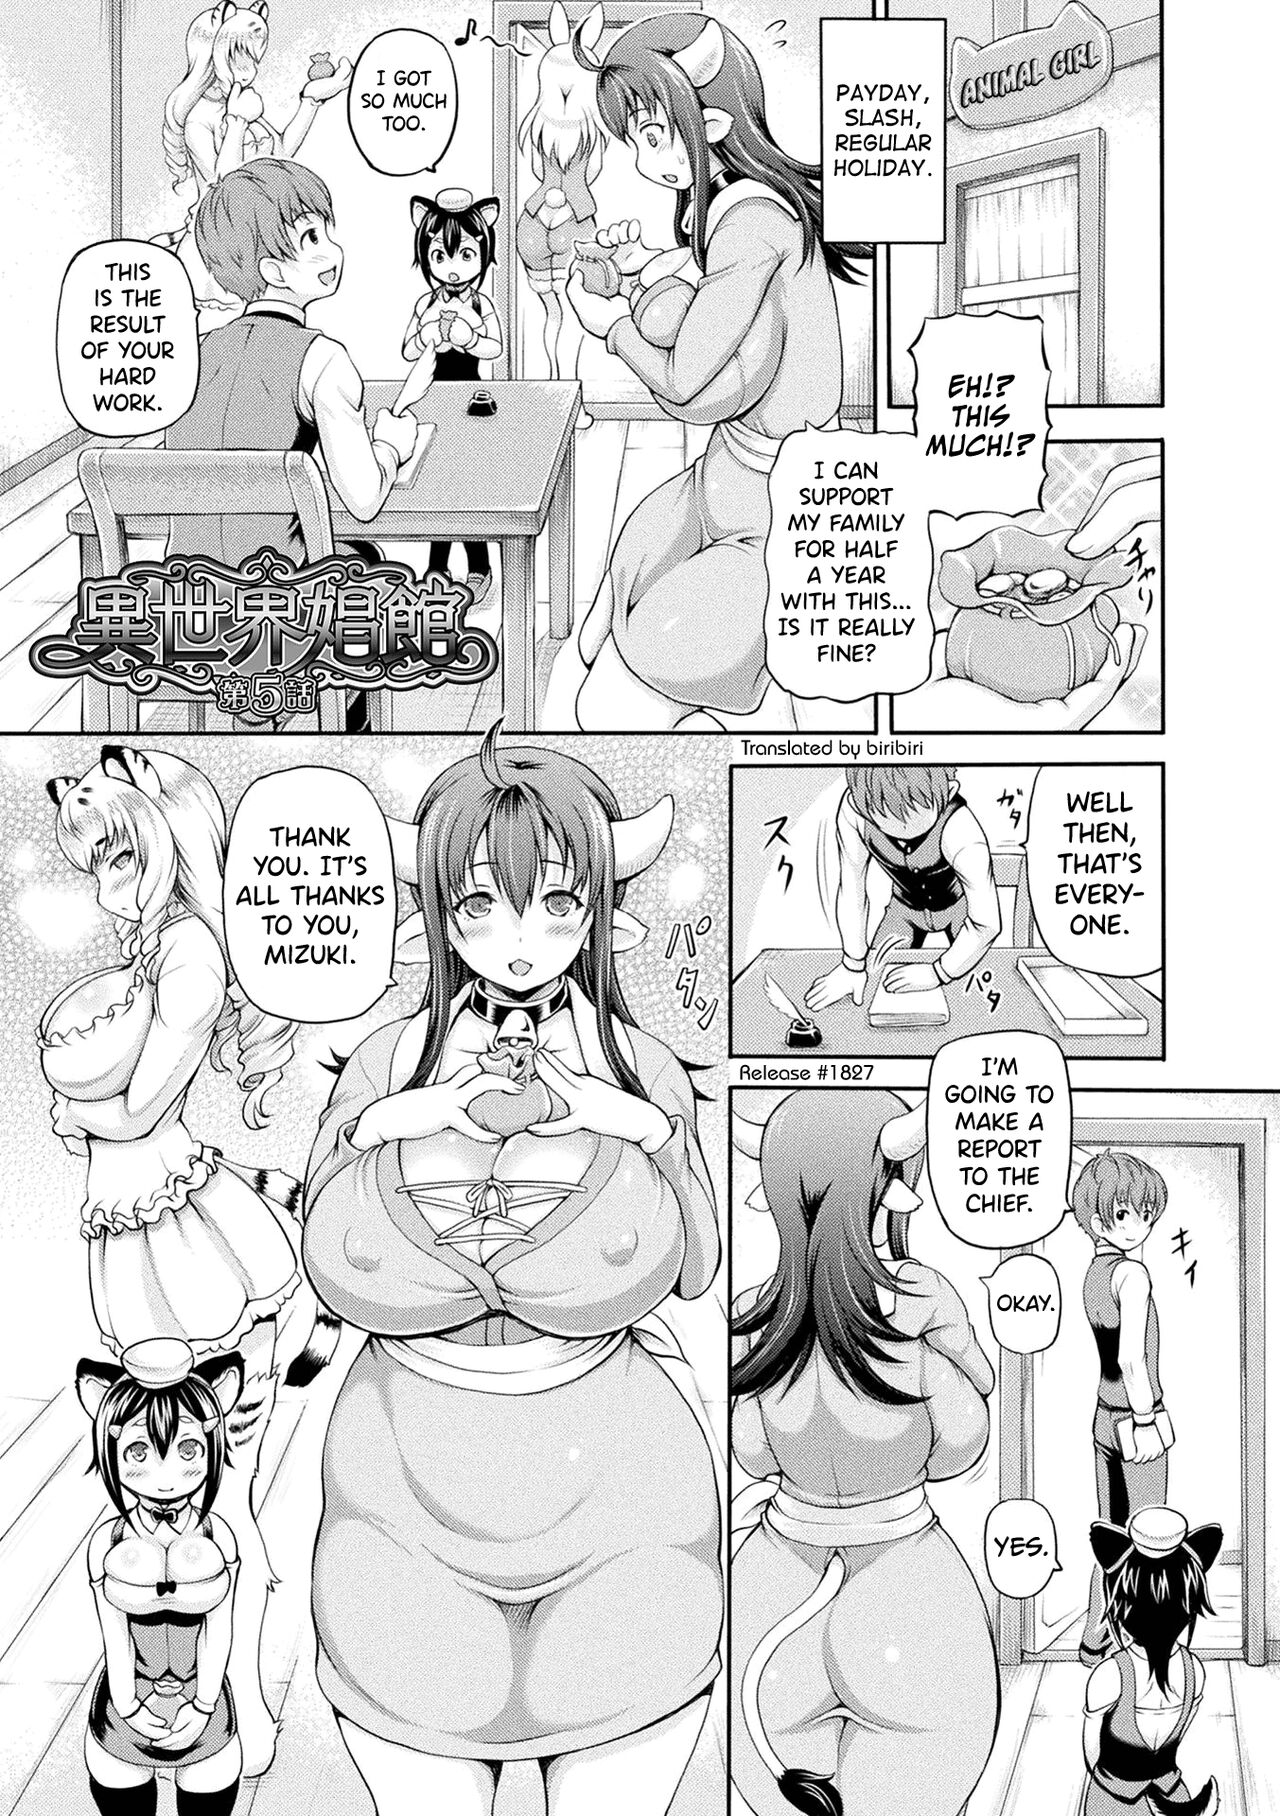 ANIMAL GIRL
PAYDAY,
SLASH,
REGULAR
HOLIDAY.
EH!?
THIS
MUCH!?
チャリ
I CAN
SUPPORT
MY FAMILY
FOR HALF
A YEAR
WITH THIS...
IS IT REALLY
FINE?
I GOT
SO MUCH
TOO.
THIS
IS THE
RESULT
OF YOUR
HARD
WORK.
異世界娼館
第5話
Translated by biribiri
WELL
THEN,
THAT'S
EVERY-
ONE.
ガタ
スク
パタ
THANK
YOU. IT'S
ALL THANKS
TO YOU,
MIZUKI.
パタン
Release #1827
I'M
GOING TO
MAKE A
REPORT
TO THE
CHIEF.
キィ
OKAY.
YES.